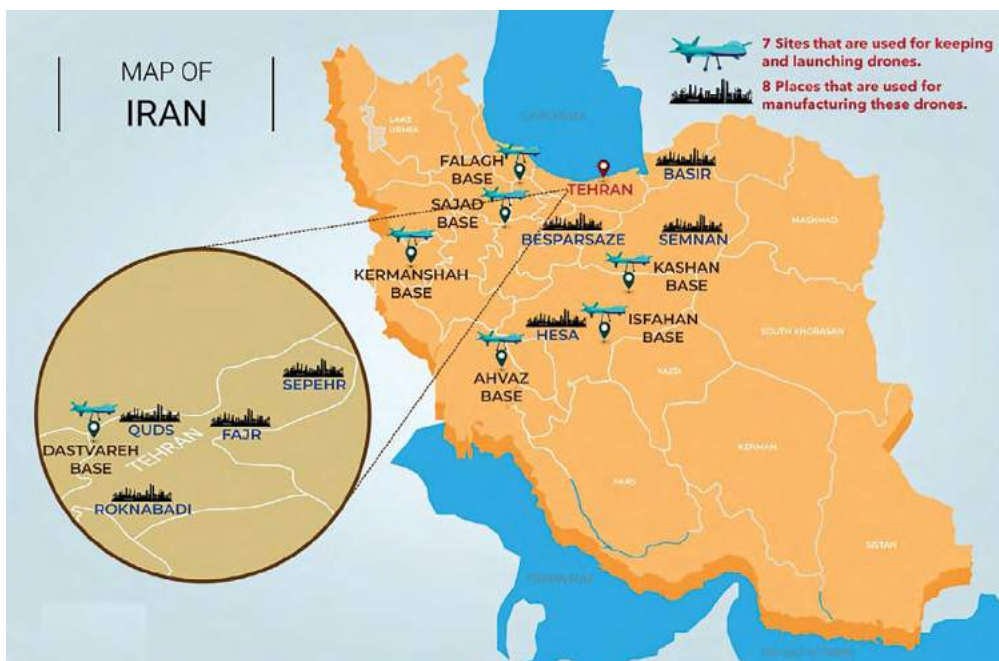 MAP OF
IRAN
7 Sites that are used for keeping
and launching drones.
8 Places that are used for
manufacturing these drones.
LAKE
URMIA
FALAGH
BASE
TEHRAN
BASIR
SAJAD
BASE
MASHHAD
BESPARSAZE
SEMNAN
KERMANSHAH
BASE
KASHAN
BASE
HESA
ISFAHAN
BASE
SOUTH KHORASAN
AHVAZ
BASE
YAZD
SEPEHR
QUDS
FAJR
DASTVAREH
BASE
TEHRAN
ROKNABADI
KERMAN
FARS
SISTAN